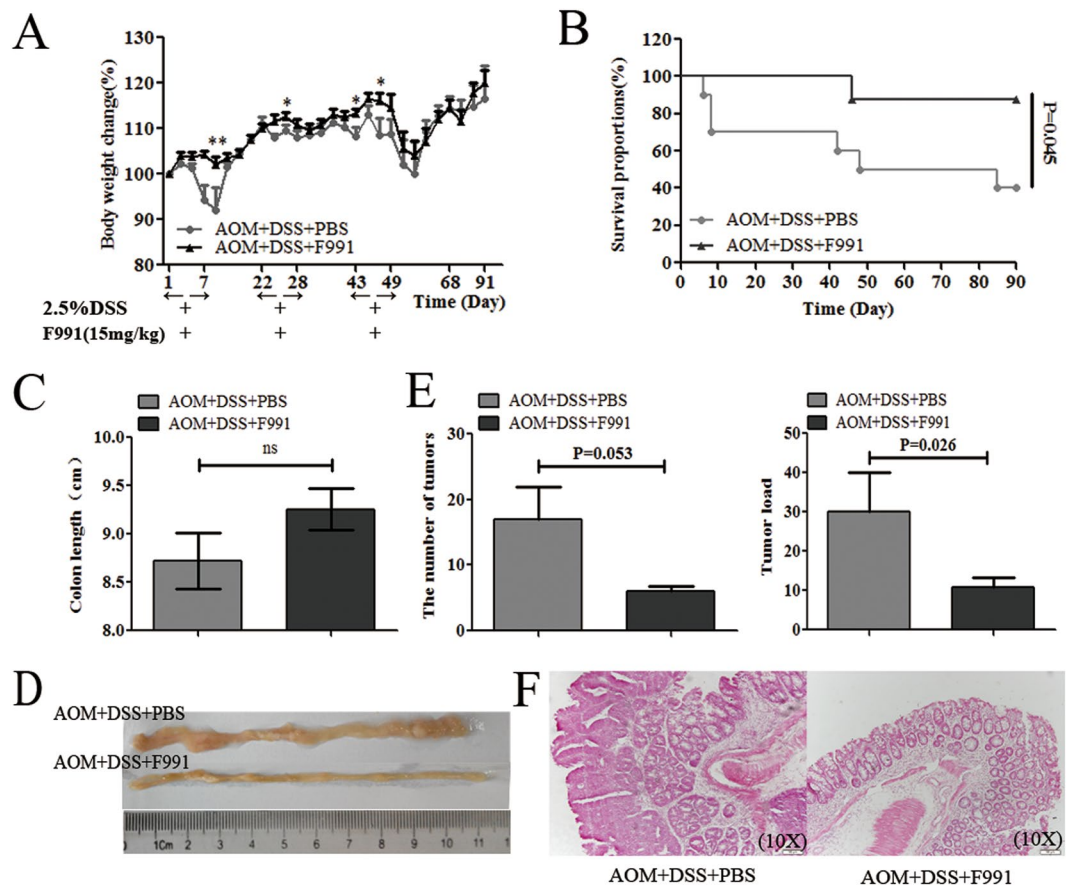 A
130
120
110
100
90
80
Body weight change(%)
**
*
*
*
AOM+DSS+PBS
AOM+DSS+F991
1 7 22 28 43 49 68 91
Time (Day)
2.5%DSS + + +
F991(15mg/kg) + + +
B
120
100
80
60
40
20
0
Survival proportions(%)
P=0.045
AOM+DSS+PBS
AOM+DSS+F991
0 10 20 30 40 50 60 70 80 90
Time (Day)
C
AOM+DSS+PBS
AOM+DSS+F991
10.0
9.5
9.0
8.5
8.0
Colon length（cm）
ns
E
AOM+DSS+PBS
AOM+DSS+F991
30
20
10
0
The number of tumors
P=0.053
AOM+DSS+PBS
AOM+DSS+F991
50
40
30
20
10
0
Tumor load
P=0.026
D
AOM+DSS+PBS
AOM+DSS+F991
0 1Cm 2 3 4 5 6 7 8 9 10 11
F
(10X)
(10X)
AOM+DSS+PBS
AOM+DSS+F991